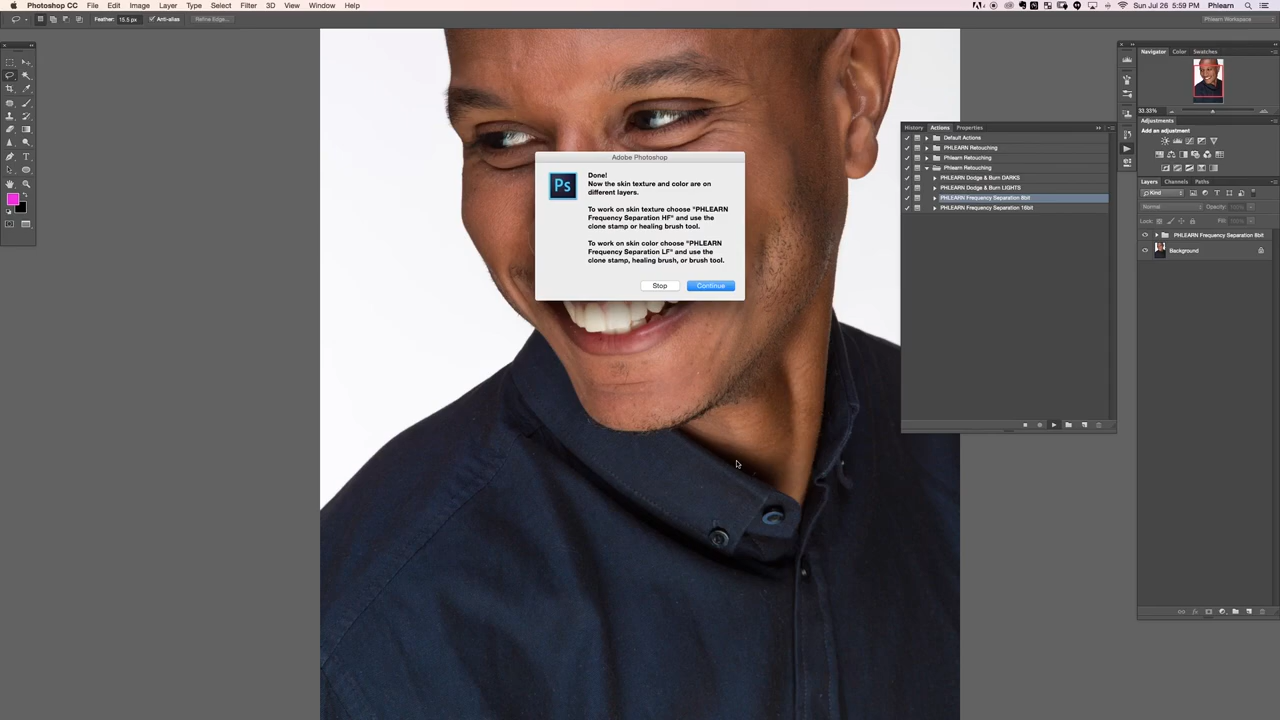 Photoshop CC File Edit Image Layer Type Select Filter 3D View Window Help
Sun Jul 26 5:59 PM Phlearn
Feather: 15.5 px Anti-alias Refine Edge...
Phlearn Workspace
Navigator Color Swatches
33.33%
Adjustments
Add an adjustment
History Actions Properties
Default Actions
PHLEARN Retouching
Phlearn Retouching
Phlearn Retouching
PHLEARN Dodge & Burn DARKS
PHLEARN Dodge & Burn LIGHTS
PHLEARN Frequency Separation 8bit
PHLEARN Frequency Separation 16bit
Adobe Photoshop
Ps
Done!
Now the skin texture and color are on
different layers.
To work on skin texture choose "PHLEARN
Frequency Separation HF" and use the
clone stamp or healing brush tool.
To work on skin color choose "PHLEARN
Frequency Separation LF" and use the
clone stamp, healing brush, or brush tool.
Stop Continue
Layers Channels Paths
Kind
Normal Opacity: 100%
Lock: Fill: 100%
PHLEARN Frequency Separation 8bit
Background